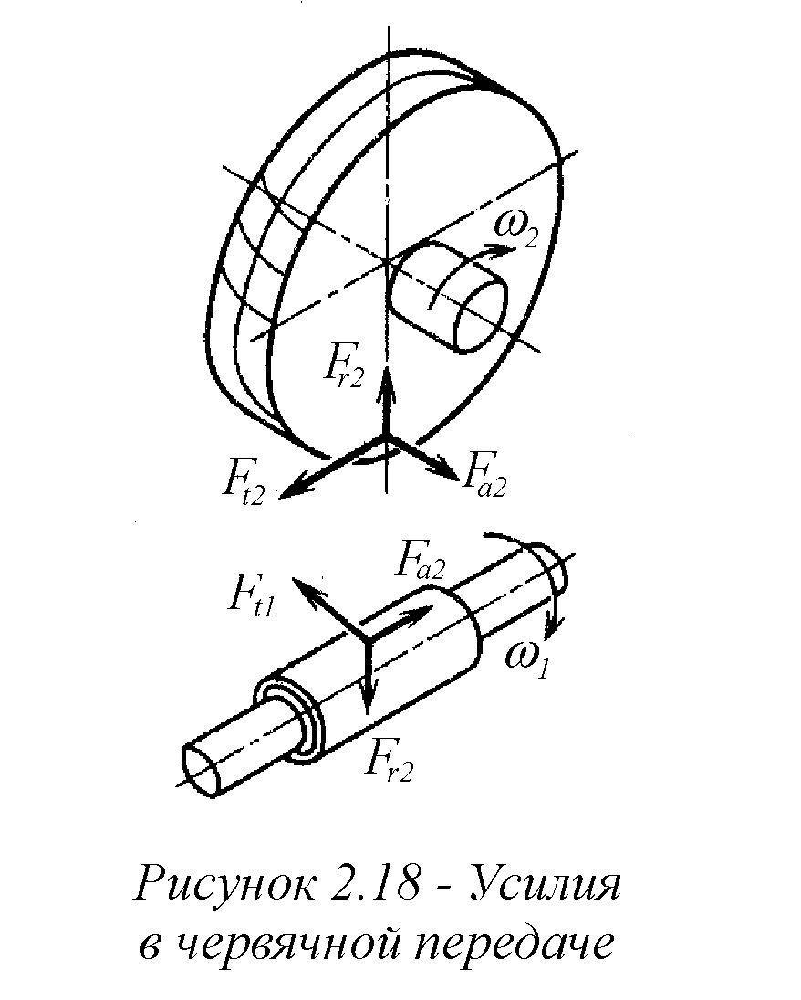 ω2
Fr2
Ft2
Fa2
Fa2
Ft1
ω1
Fr2
Рисунок 2.18 - Усилия
в червячной передаче